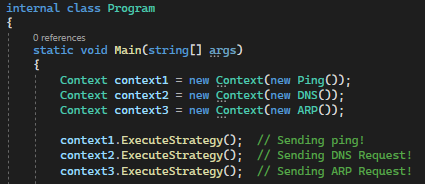 internal class Program
{
0 references
static void Main(string[] args)
{
Context context1 = new Context(new Ping());
Context context2 = new Context(new DNS());
Context context3 = new Context(new ARP());
context1.ExecuteStrategy();  // Sending ping!
context2.ExecuteStrategy();  // Sending DNS Request!
context3.ExecuteStrategy();  // Sending ARP Request!